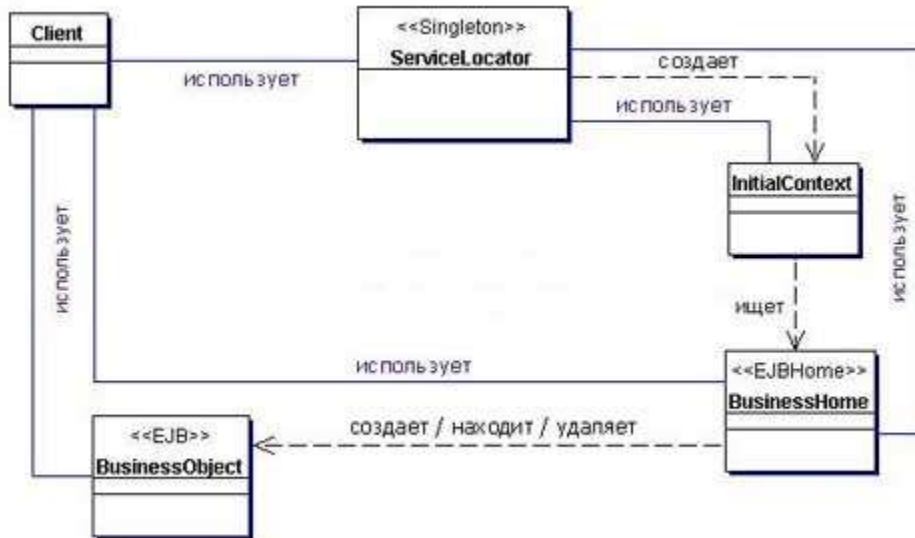 Client
<<Singleton>>
ServiceLocator
использует
создает
использует
InitialContext
использует
использует
ищет
использует
<<EJBHome>>
BusinessHome
создает / находит / удаляет
<<EJB>>
BusinessObject